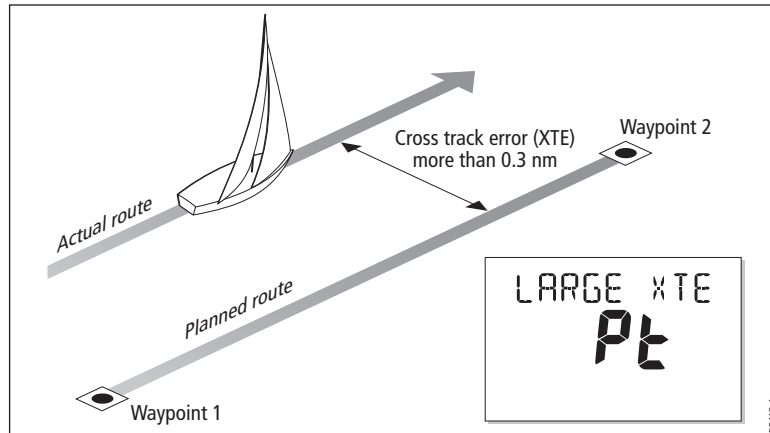 Cross track error (XTE)
more than 0.3 nm
Waypoint 2
Actual route
Planned route
LARGE XTE
Pt
Waypoint 1